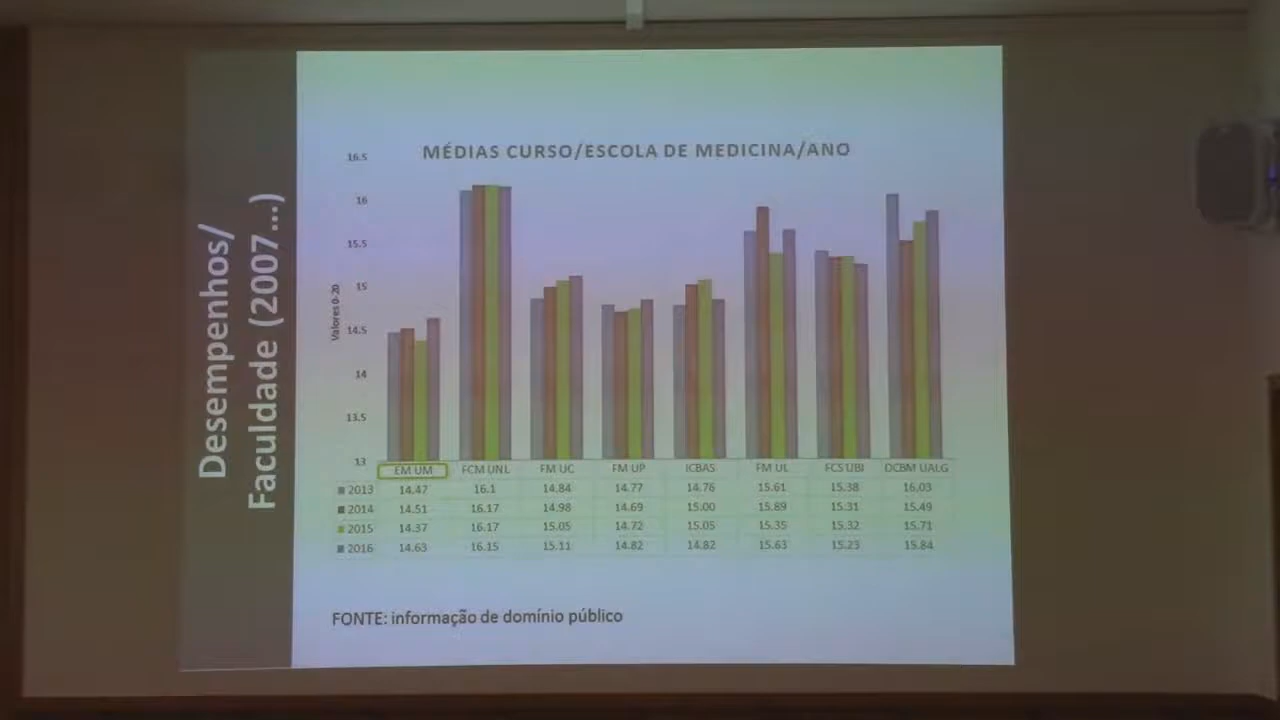 Desempenhos/
Faculdade (2007...)
MÉDIAS CURSO/ESCOLA DE MEDICINA/ANO
Valores 0-20
16.5
16
15.5
15
14.5
14
13.5
13
EM UM FCM UNL FM UC FM UP ICBAS FM UL FCS UBI DCBM UALG
2013 14.47 16.1 14.84 14.77 14.76 15.61 15.38 16.03
2014 14.51 16.17 14.98 14.69 15.00 15.89 15.31 15.49
2015 14.37 16.17 15.05 14.72 15.05 15.35 15.32 15.71
2016 14.63 16.15 15.11 14.82 14.82 15.63 15.23 15.84
FONTE: informação de domínio público